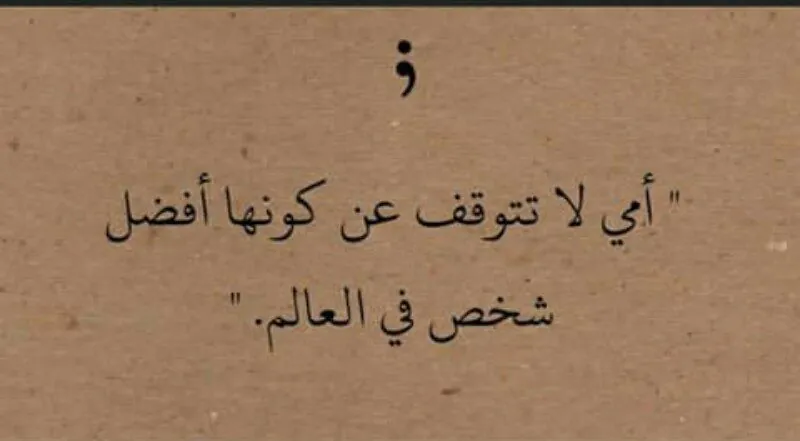 ؛
" أمي لا تتوقف عن كونها أفضل
شخص في العالم. "